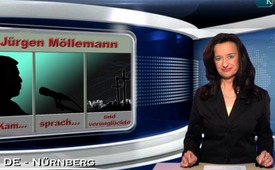 Jürgen Möllemann
Kam...
sprach...
und
verunglückte
DE - NÜRNBERG